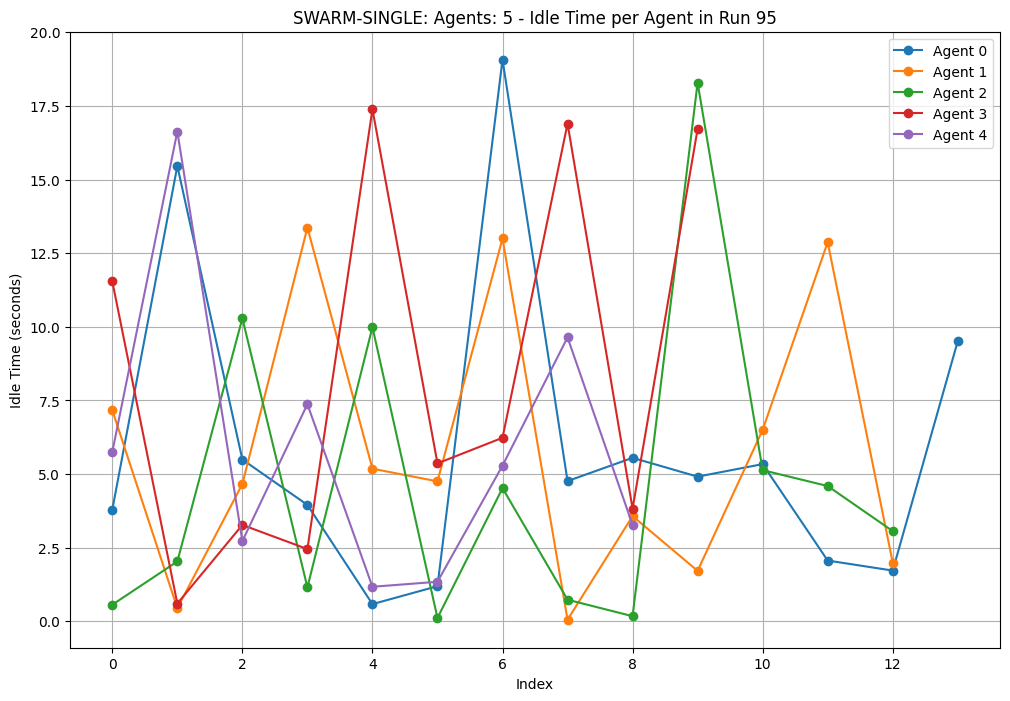 SWARM-SINGLE: Agents: 5 - Idle Time per Agent in Run 95
Idle Time (seconds)
20.0
17.5
15.0
12.5
10.0
7.5
5.0
2.5
0.0
Agent 0
Agent 1
Agent 2
Agent 3
Agent 4
0 2 4 6 8 10 12
Index